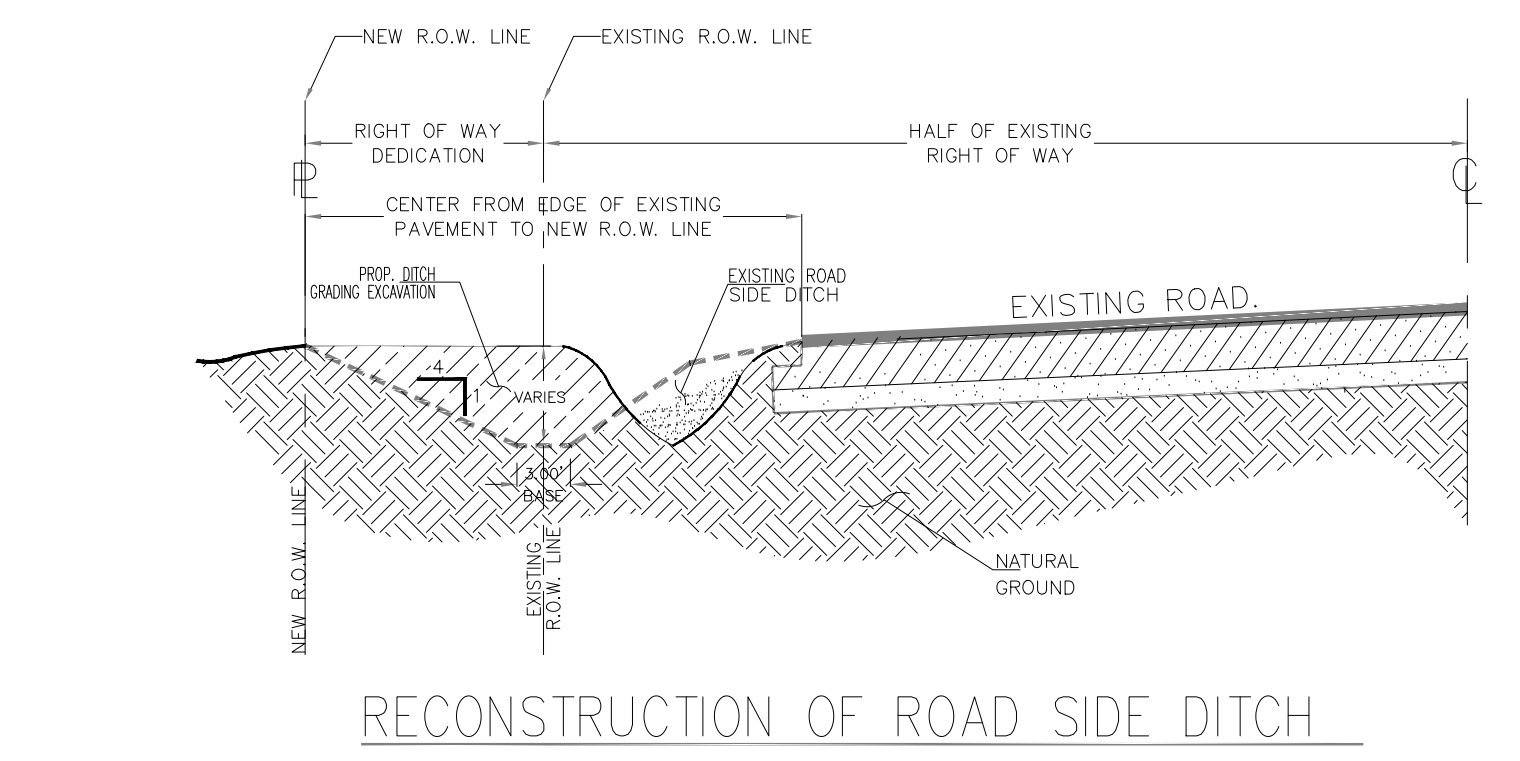 NEW R.O.W. LINE
EXISTING R.O.W. LINE
RIGHT OF WAY
DEDICATION
HALF OF EXISTING
RIGHT OF WAY
PL
CL
CENTER FROM EDGE OF EXISTING
PAVEMENT TO NEW R.O.W. LINE
PROP. DITCH
GRADING EXCAVATION
EXISTING ROAD
SIDE DITCH
EXISTING ROAD.
4
1
VARIES
3.00'
BASE
NEW R.O.W. LINE
EXISTING
R.O.W. LINE
NATURAL
GROUND
RECONSTRUCTION OF ROAD SIDE DITCH